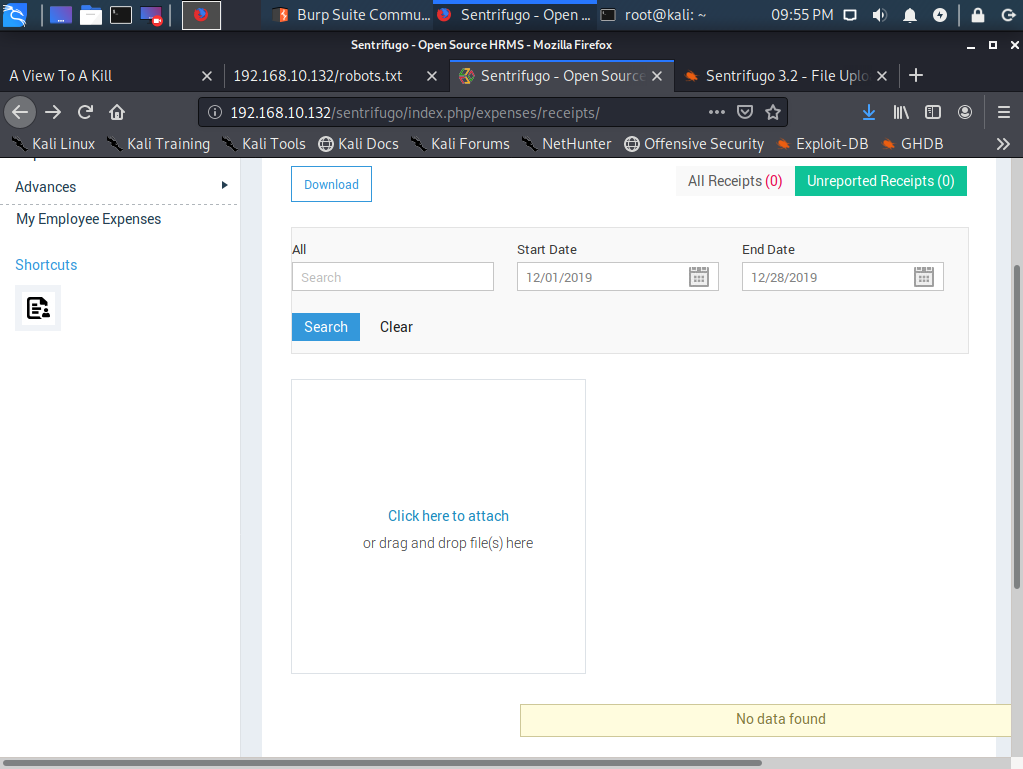 Burp Suite Commu...
Sentrifugo - Open ...
root@kali: ~
09:55 PM
Sentrifugo - Open Source HRMS - Mozilla Firefox
A View To A Kill
192.168.10.132/robots.txt
Sentrifugo - Open Source
Sentrifugo 3.2 - File Uplo
192.168.10.132/sentrifugo/index.php/expenses/receipts/
Kali Linux
Kali Training
Kali Tools
Kali Docs
Kali Forums
NetHunter
Offensive Security
Exploit-DB
GHDB
Advances
My Employee Expenses
Shortcuts
Download
All Receipts (0)
Unreported Receipts (0)
All
Start Date
End Date
Search
12/01/2019
12/28/2019
Search
Clear
Click here to attach
or drag and drop file(s) here
No data found